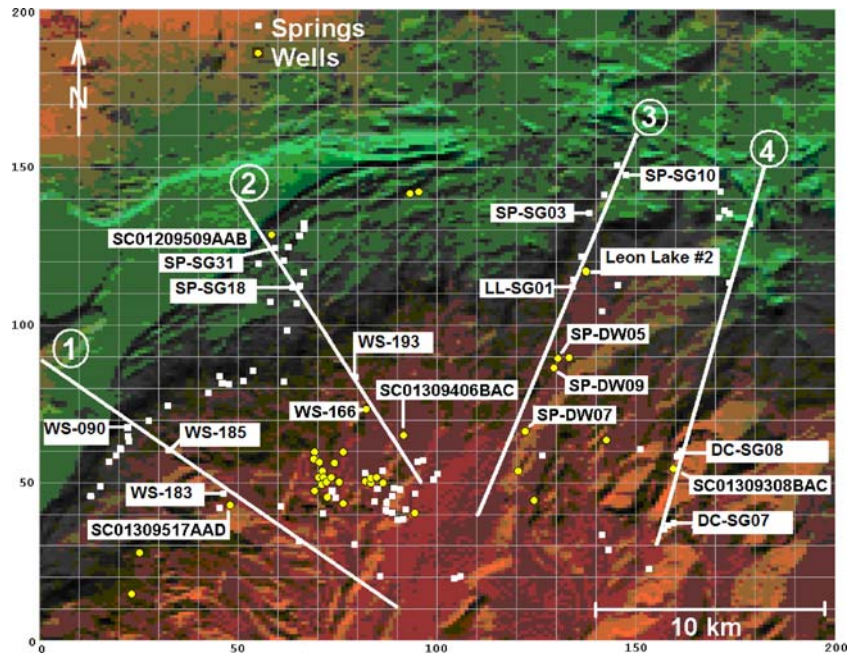 200
Springs
Wells
N
3
SP-SG10
4
150
2
SP-SG03
SC01209509AAB
SP-SG31
Leon Lake #2
SP-SG18
LL-SG01
100
1
WS-193
SP-DW05
SC01309406BAC
SP-DW09
WS-166
SP-DW07
WS-090
WS-185
DC-SG08
50
WS-183
SC01309308BAC
SC01309517AAD
DC-SG07
10 km
0
0
50
100
150
200